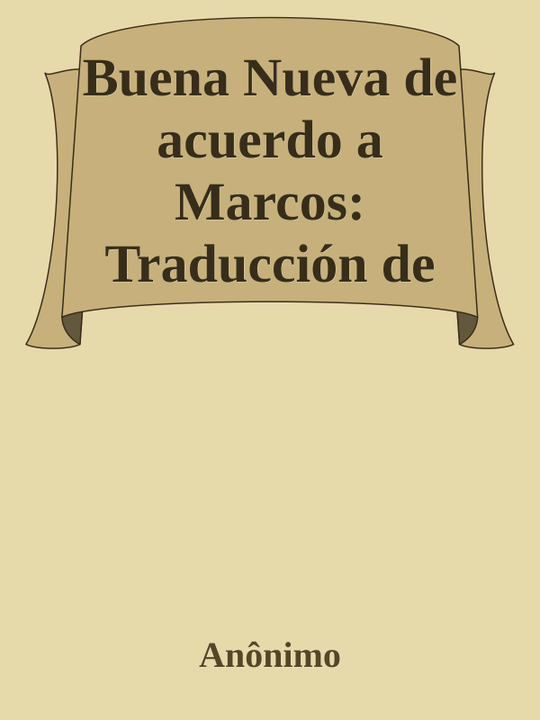 Buena Nueva de
acuerdo a
Marcos:
Traducción de
Anônimo